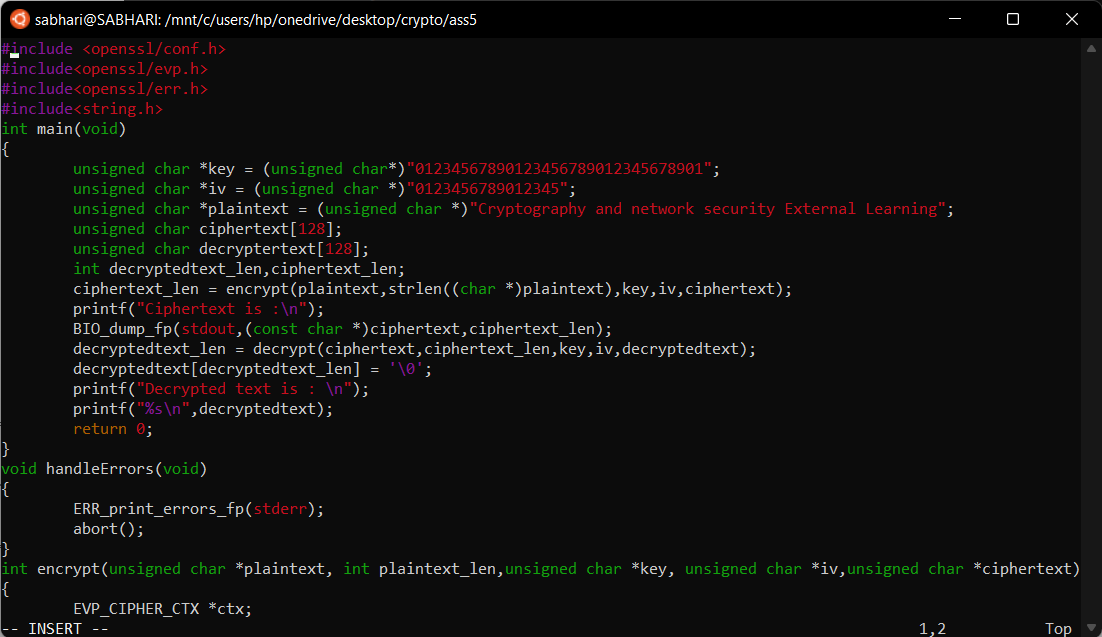 sabhari@SABHARI: /mnt/c/users/hp/onedrive/desktop/crypto/ass5
#include <openssl/conf.h>
#include<openssl/evp.h>
#include<openssl/err.h>
#include<string.h>
int main(void)
{
        unsigned char *key = (unsigned char*)"01234567890123456789012345678901";
        unsigned char *iv = (unsigned char *)"0123456789012345";
        unsigned char *plaintext = (unsigned char *)"Cryptography and network security External Learning";
        unsigned char ciphertext[128];
        unsigned char decryptertext[128];
        int decryptedtext_len,ciphertext_len;
        ciphertext_len = encrypt(plaintext,strlen((char *)plaintext),key,iv,ciphertext);
        printf("Ciphertext is :\n");
        BIO_dump_fp(stdout,(const char *)ciphertext,ciphertext_len);
        decryptedtext_len = decrypt(ciphertext,ciphertext_len,key,iv,decryptedtext);
        decryptedtext[decryptedtext_len] = '\0';
        printf("Decrypted text is : \n");
        printf("%s\n",decryptedtext);
        return 0;
}
void handleErrors(void)
{
        ERR_print_errors_fp(stderr);
        abort();
}
int encrypt(unsigned char *plaintext, int plaintext_len,unsigned char *key, unsigned char *iv,unsigned char *ciphertext)
{
        EVP_CIPHER_CTX *ctx;
-- INSERT --                                                                                          1,2           Top